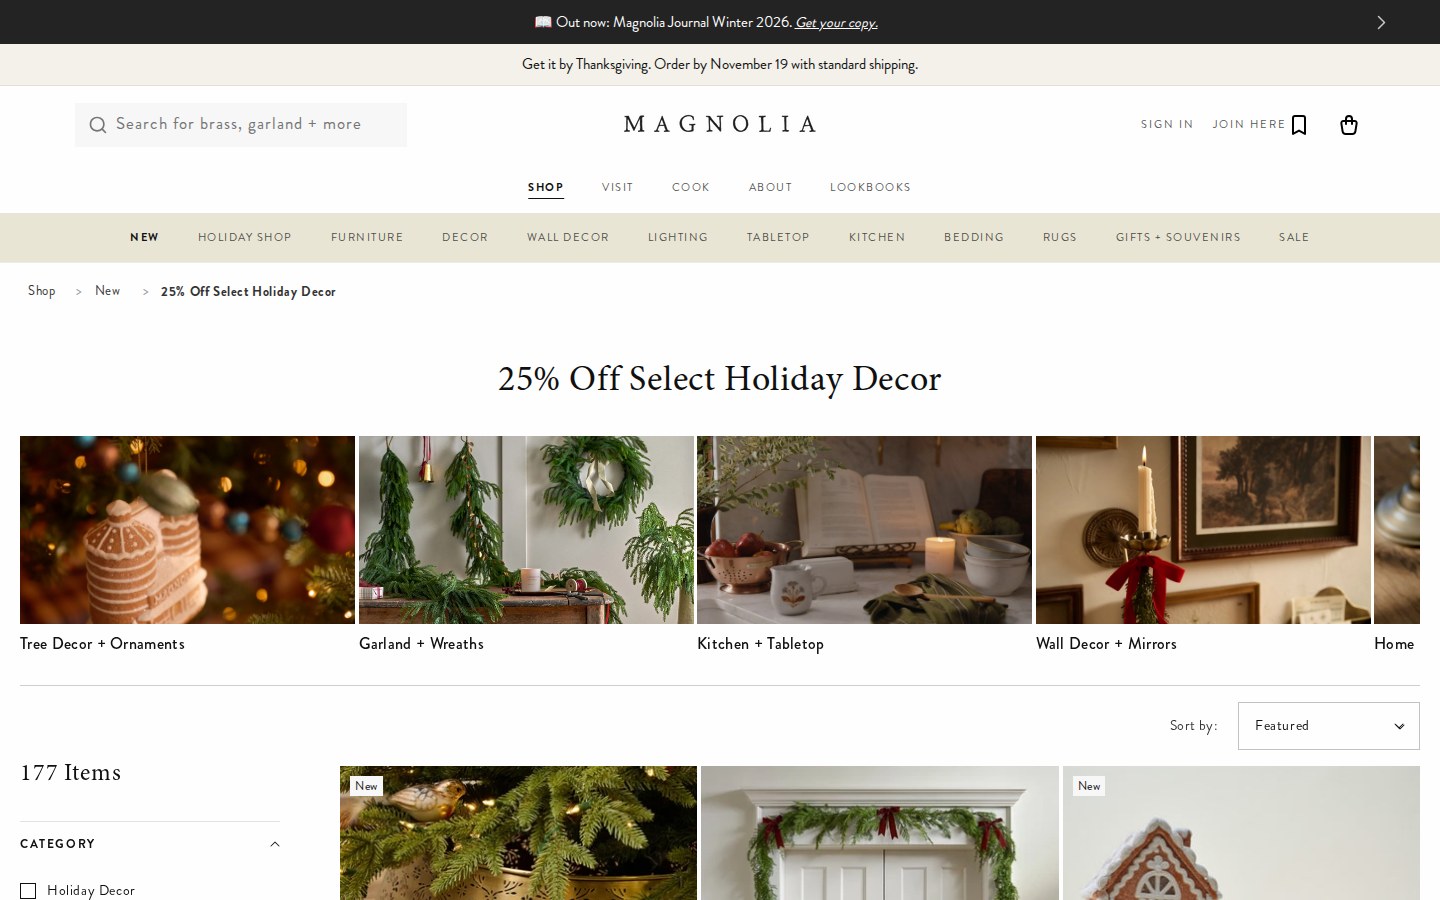 📖 Out now: Magnolia Journal Winter 2026. Get your copy.
Get it by Thanksgiving. Order by November 19 with standard shipping.
Search for brass, garland + more
MAGNOLIA
SIGN IN
JOIN HERE
SHOP
VISIT
COOK
ABOUT
LOOKBOOKS
NEW
HOLIDAY SHOP
FURNITURE
DECOR
WALL DECOR
LIGHTING
TABLETOP
KITCHEN
BEDDING
RUGS
GIFTS + SOUVENIRS
SALE
Shop > New > 25% Off Select Holiday Decor
25% Off Select Holiday Decor
Tree Decor + Ornaments
Garland + Wreaths
Kitchen + Tabletop
Wall Decor + Mirrors
Home
Sort by:
Featured
177 Items
New
New
CATEGORY
Holiday Decor